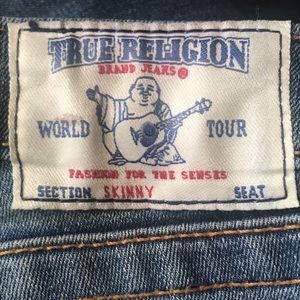 TRUE RELIGION
BRAND JEANS®
WORLD TOUR
FASHION FOR THE SENSES
SECTION SKINNY SEAT